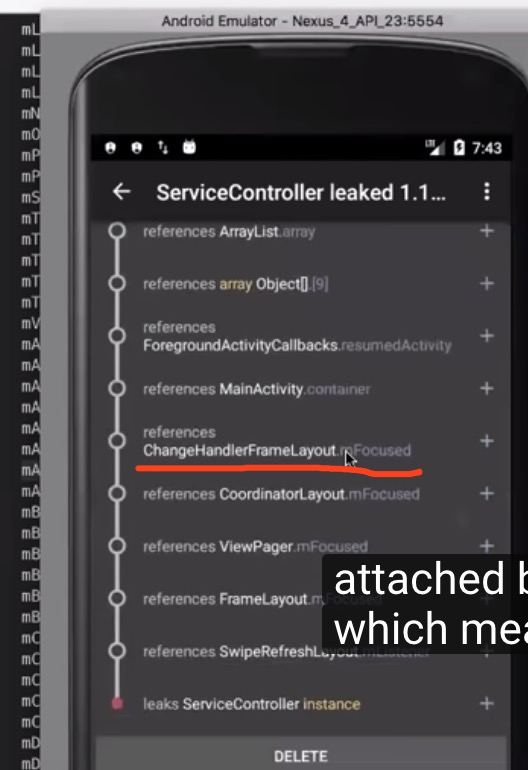 Android Emulator - Nexus_4_API_23:5554
mL
mL
mL
mL
mN
mO
mP
mP
mS
mT
mT
mT
mT
mT
mV
mA
mA
mA
mA
mA
mA
mA
mA
mB
mB
mB
mB
mB
mB
mC
mC
mC
mC
mC
mD
mD
LTE 7:43
ServiceController leaked 1.1...
references ArrayList.array
references array Object[].[9]
references
ForegroundActivityCallbacks.resumedActivity
references MainActivity.container
references
ChangeHandlerFrameLayout.mFocused
references CoordinatorLayout.mFocused
references ViewPager.mFocused
references FrameLayout.mFocused
references SwipeRefreshLayout.mListener
leaks ServiceController instance
DELETE
attached b
which mea